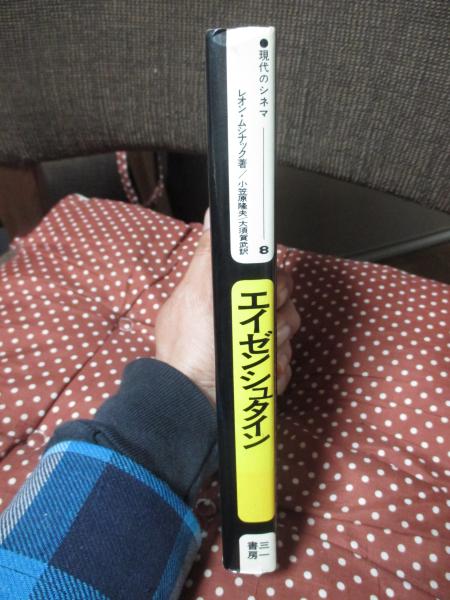 ●現代のシネマ──8
レオン・ムシナック著/小笠原隆夫/大須賀武訳
エイゼンシュタイン
三一書房